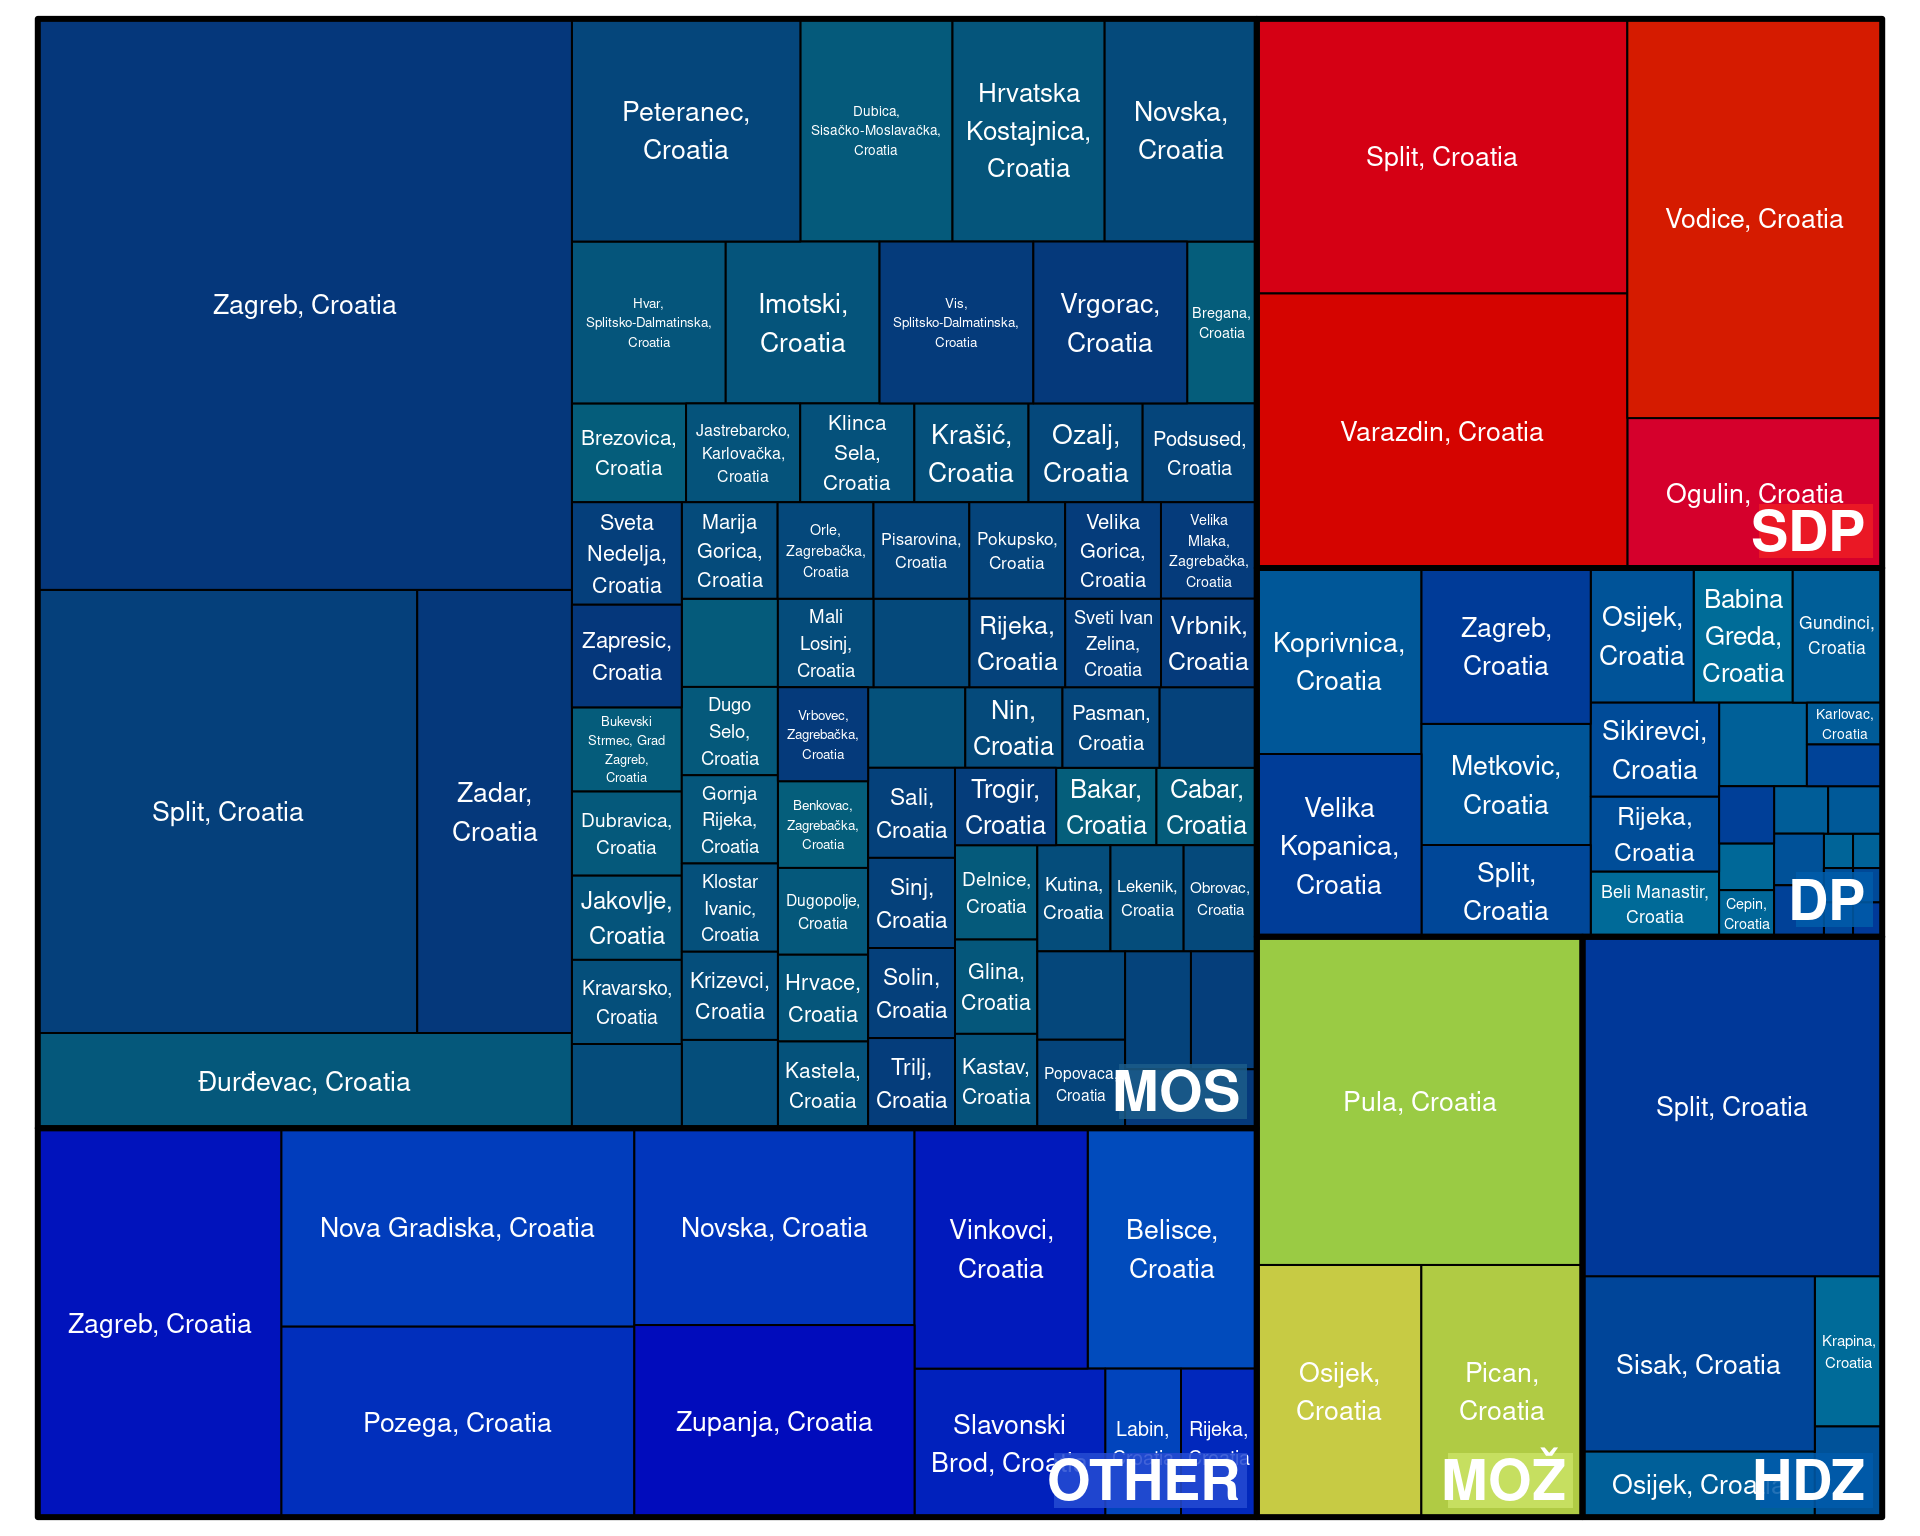 Zagreb, Croatia
Split, Croatia
Zadar,
Croatia
Đurđevac, Croatia
Peteranec,
Croatia
Dubica,
Sisačko-Moslavačka,
Croatia
Hrvatska
Kostajnica,
Croatia
Novska,
Croatia
Hvar,
Splitsko-Dalmatinska,
Croatia
Imotski,
Croatia
Vis,
Splitsko-Dalmatinska,
Croatia
Vrgorac,
Croatia
Bregana,
Croatia
Brezovica,
Croatia
Jastrebarcko,
Karlovačka,
Croatia
Klinca
Sela,
Croatia
Krašić,
Croatia
Ozalj,
Croatia
Podsused,
Croatia
Sveta
Nedelja,
Croatia
Zapresic,
Croatia
Bukevski
Strmec, Grad
Zagreb,
Croatia
Dubravica,
Croatia
Jakovlje,
Croatia
Kravarsko,
Croatia
Marija
Gorica,
Croatia
Orle,
Zagrebačka,
Croatia
Pisarovina,
Croatia
Pokupsko,
Croatia
Velika
Gorica,
Croatia
Velika
Mlaka,
Zagrebačka,
Croatia
Mali
Losinj,
Croatia
Rijeka,
Croatia
Sveti Ivan
Zelina,
Croatia
Vrbnik,
Croatia
Dugo
Selo,
Croatia
Gornja
Rijeka,
Croatia
Klostar
Ivanic,
Croatia
Krizevci,
Croatia
Vrbovec,
Zagrebačka,
Croatia
Benkovac,
Zagrebačka,
Croatia
Dugopolje,
Croatia
Hrvace,
Croatia
Kastela,
Croatia
Nin,
Croatia
Pasman,
Croatia
Sali,
Croatia
Sinj,
Croatia
Solin,
Croatia
Trilj,
Croatia
Trogir,
Croatia
Bakar,
Croatia
Cabar,
Croatia
Delnice,
Croatia
Glina,
Croatia
Kastav,
Croatia
Kutina,
Croatia
Lekenik,
Croatia
Obrovac,
Croatia
Popovaca,
Croatia
MOS
Zagreb, Croatia
Nova Gradiska, Croatia
Pozega, Croatia
Novska, Croatia
Zupanja, Croatia
Vinkovci,
Croatia
Belisce,
Croatia
Slavonski
Brod, Croatia
Labin,
Croatia
Rijeka,
Croatia
OTHER
Split, Croatia
Varazdin, Croatia
Vodice, Croatia
Ogulin, Croatia
SDP
Koprivnica,
Croatia
Velika
Kopanica,
Croatia
Zagreb,
Croatia
Metkovic,
Croatia
Split,
Croatia
Osijek,
Croatia
Babina
Greda,
Croatia
Gundinci,
Croatia
Sikirevci,
Croatia
Rijeka,
Croatia
Beli Manastir,
Croatia
Karlovac,
Croatia
Cepin,
Croatia
DP
Pula, Croatia
Osijek,
Croatia
Pican,
Croatia
MOŽ
Split, Croatia
Sisak, Croatia
Krapina,
Croatia
Osijek, Croatia
HDZ